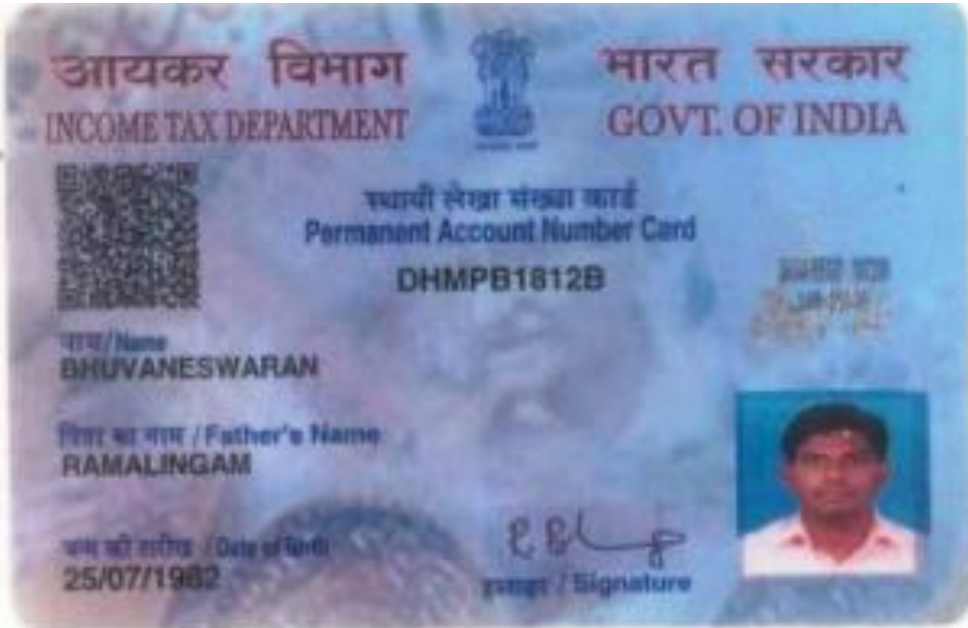 आयकर विभाग
INCOME TAX DEPARTMENT
भारत सरकार
GOVT. OF INDIA
स्थायी लेखा संख्या कार्ड
Permanent Account Number Card
DHMPB1812B
नाम/Name
BHUVANESWARAN
पिता का नाम / Father's Name
RAMALINGAM
जन्म की तारीख / Date of Birth
25/07/1982
हस्ताक्षर / Signature